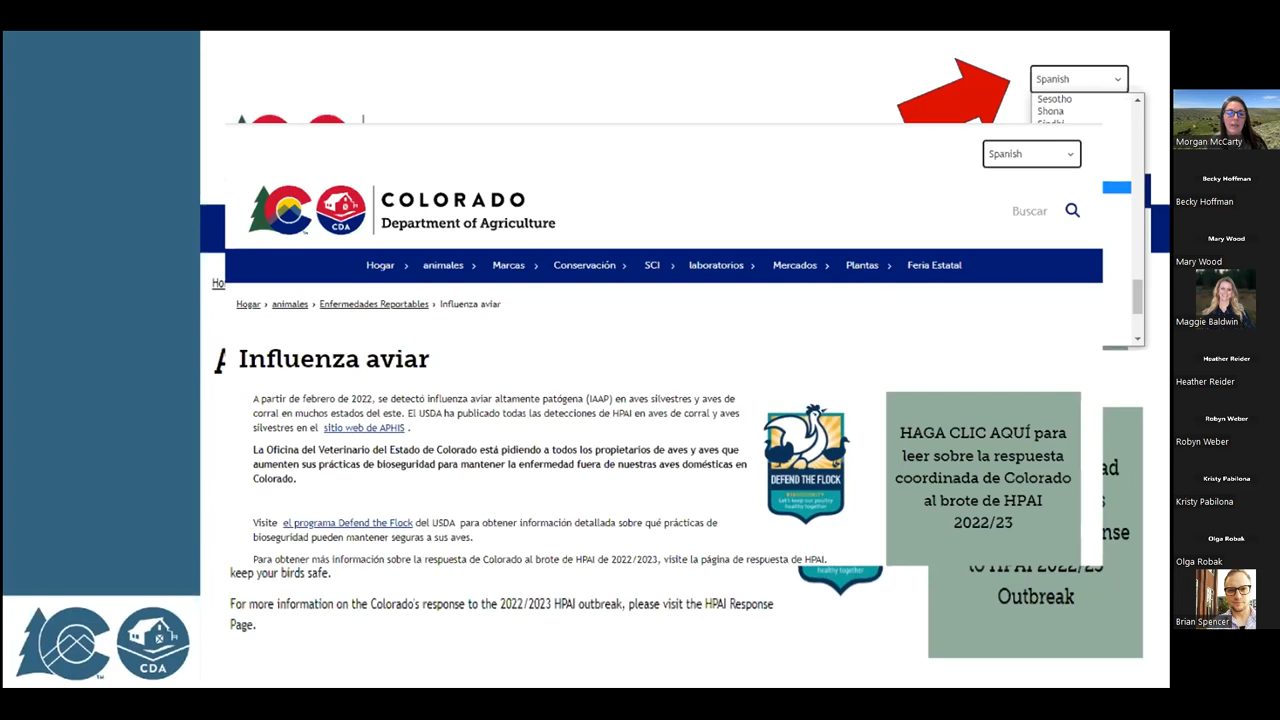 Spanish
Sesotho
Shona
Spanish
COLORADO
Department of Agriculture
CDA
Buscar
Hogar › animales › Marcas › Conservación › SCI › laboratorios › Mercados › Plantas › Feria Estatal
Ho
Hogar › animales › Enfermedades Reportables › Influenza aviar
Influenza aviar
A partir de febrero de 2022, se detectó influenza aviar altamente patógena (IAAP) en aves silvestres y aves de
corral en muchos estados del este. El USDA ha publicado todas las detecciones de HPAI en aves de corral y aves
silvestres en el sitio web de APHIS .
La Oficina del Veterinario del Estado de Colorado está pidiendo a todos los propietarios de aves y aves que
aumenten sus prácticas de bioseguridad para mantener la enfermedad fuera de nuestras aves domésticas en
Colorado.
Visite el programa Defend the Flock del USDA para obtener información detallada sobre qué prácticas de
bioseguridad pueden mantener seguras a sus aves.
Para obtener más información sobre la respuesta de Colorado al brote de HPAI de 2022/2023, visite la página de respuesta de HPAI.
DEFEND THE FLOCK
Let's keep our poultry
healthy together
HAGA CLIC AQUÍ para
leer sobre la respuesta
coordinada de Colorado
al brote de HPAI
2022/23
ad
s
nse
Outbreak
keep your birds safe.
healthy together
For more information on the Colorado's response to the 2022/2023 HPAI outbreak, please visit the HPAI Response
Page.
CDA
Morgan McCarty
Becky Hoffman
Becky Hoffman
Mary Wood
Mary Wood
Maggie Baldwin
Heather Reider
Heather Reider
Robyn Weber
Robyn Weber
Kristy Pabilona
Kristy Pabilona
Olga Robak
Olga Robak
Brian Spencer